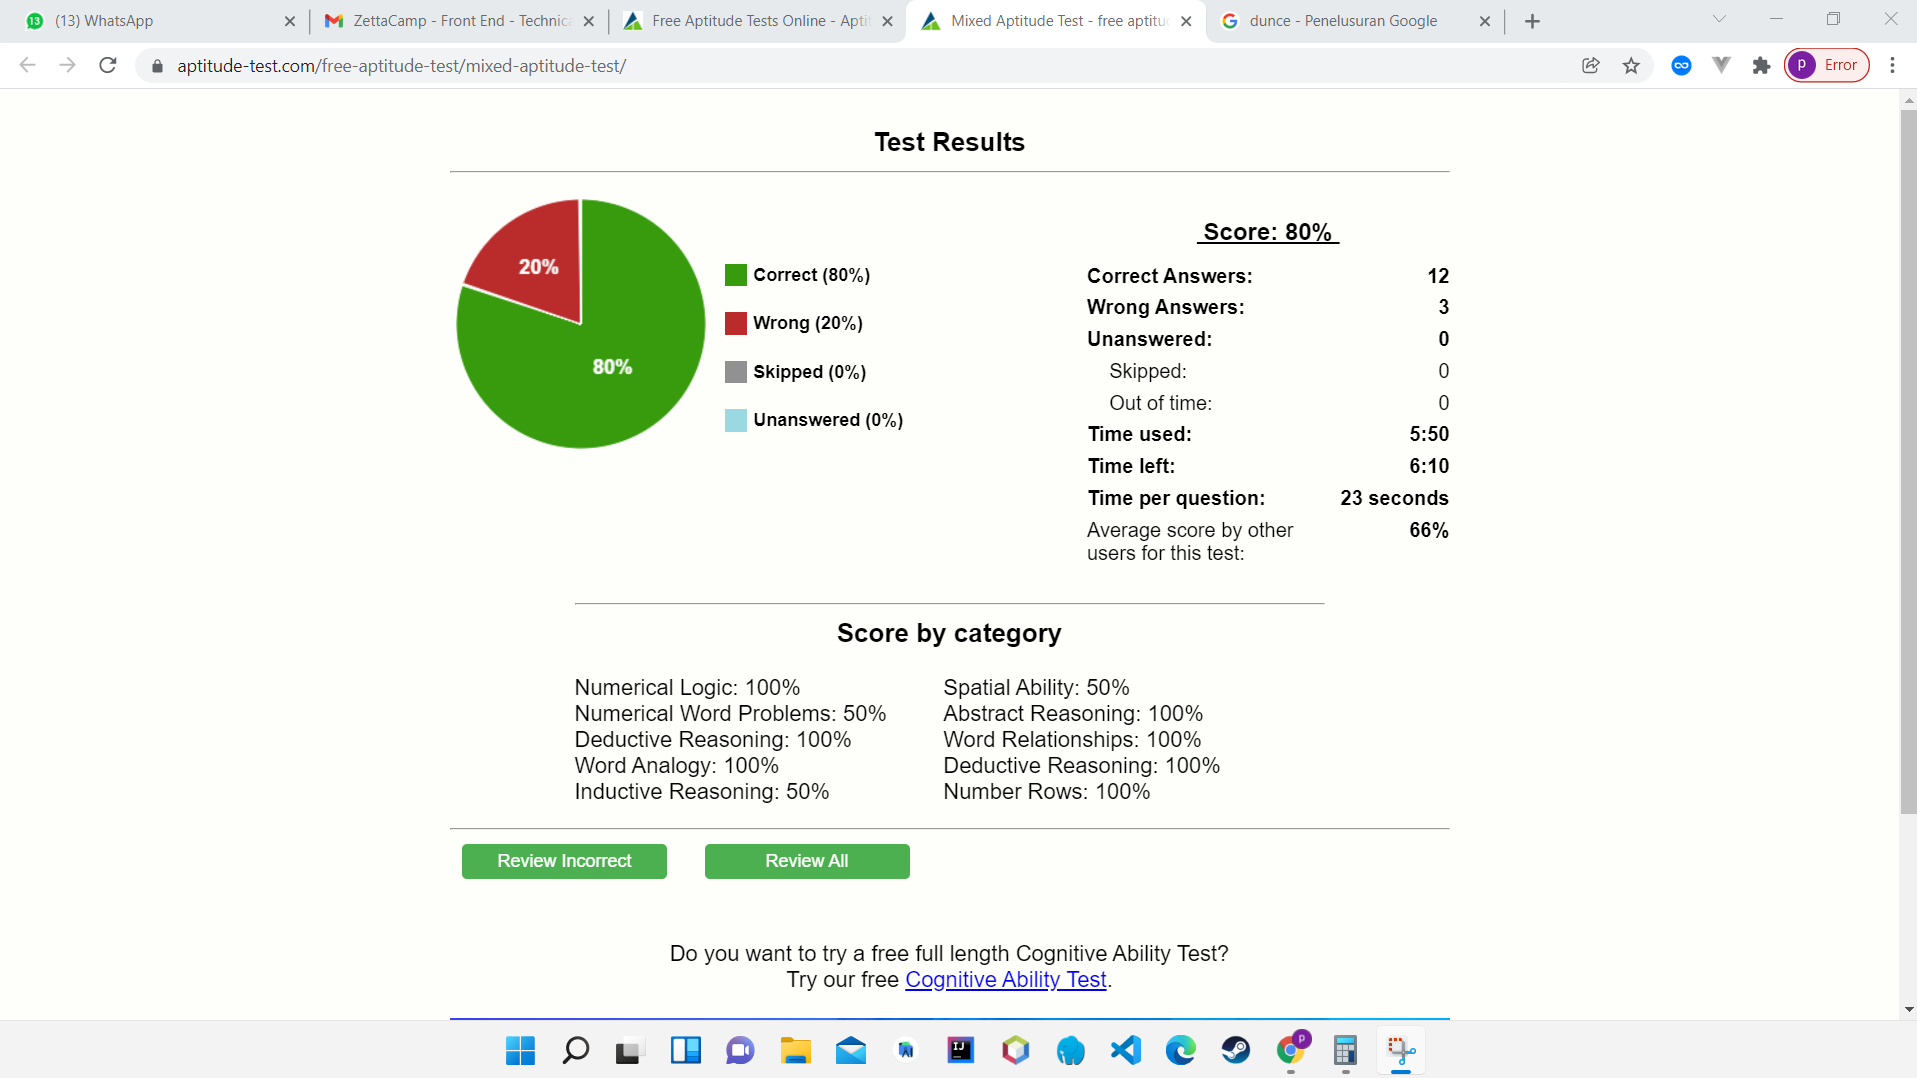 (13) WhatsApp
ZettaCamp - Front End - Technica
Free Aptitude Tests Online - Aptit
Mixed Aptitude Test - free aptitud
dunce - Penelusuran Google
aptitude-test.com/free-aptitude-test/mixed-aptitude-test/
P Error
Test Results
20%
80%
Correct (80%)
Wrong (20%)
Skipped (0%)
Unanswered (0%)
Score: 80%
Correct Answers: 12
Wrong Answers: 3
Unanswered: 0
Skipped: 0
Out of time: 0
Time used: 5:50
Time left: 6:10
Time per question: 23 seconds
Average score by other 66%
users for this test:
Score by category
Numerical Logic: 100%
Numerical Word Problems: 50%
Deductive Reasoning: 100%
Word Analogy: 100%
Inductive Reasoning: 50%
Spatial Ability: 50%
Abstract Reasoning: 100%
Word Relationships: 100%
Deductive Reasoning: 100%
Number Rows: 100%
Review Incorrect
Review All
Do you want to try a free full length Cognitive Ability Test?
Try our free Cognitive Ability Test.